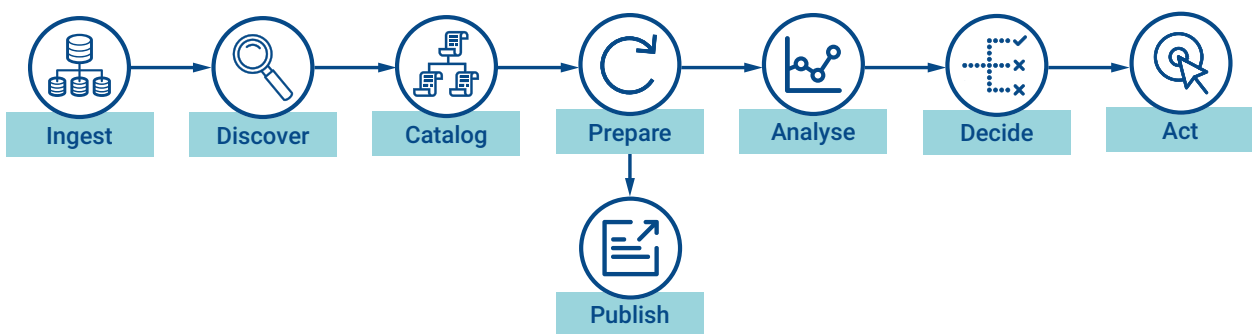 Ingest
Discover
Catalog
Prepare
Analyse
Decide
Act
Publish